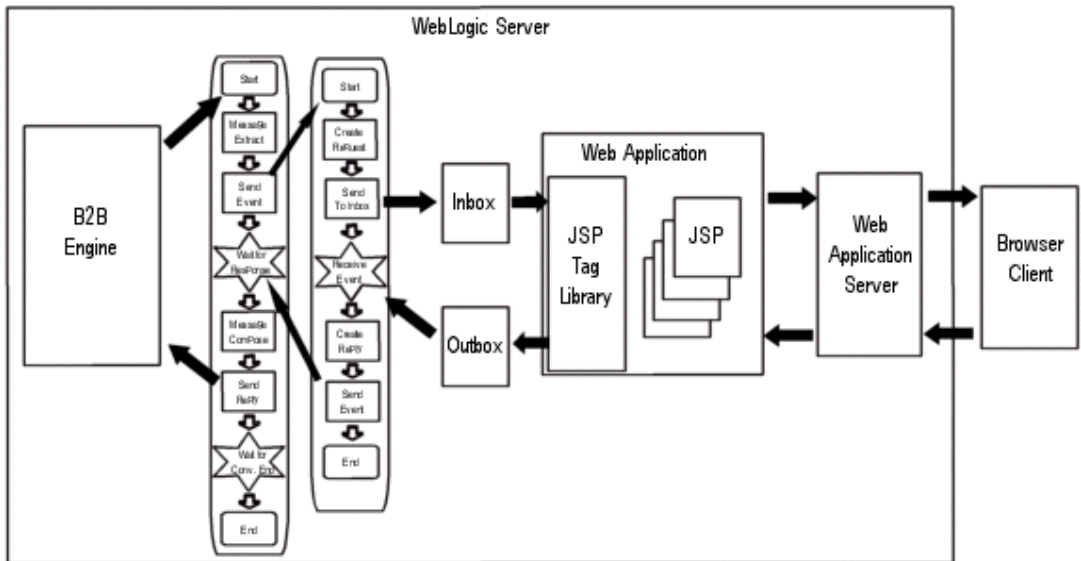 WebLogic Server
B2B
Engine
Start
Message
Extract
Send
Event
Wait for
Response
Message
Compose
Send
Reply
Wait for
Conv. End
End
Start
Create
Request
Send
To Inbox
Receive
Event
Create
Reply
Send
Event
End
Inbox
Outbox
Web Application
JSP
Tag
Library
JSP
Web
Application
Server
Browser
Client